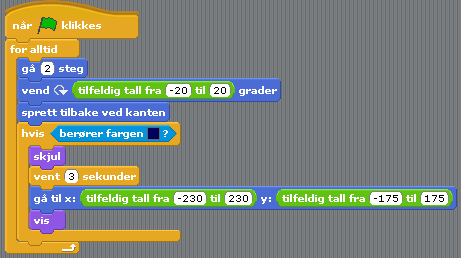 når klikkes
for alltid
gå 2 steg
vend tilfeldig tall fra -20 til 20 grader
sprett tilbake ved kanten
hvis berører fargen ?
skjul
vent 3 sekunder
gå til x: tilfeldig tall fra -230 til 230 y: tilfeldig tall fra -175 til 175
vis